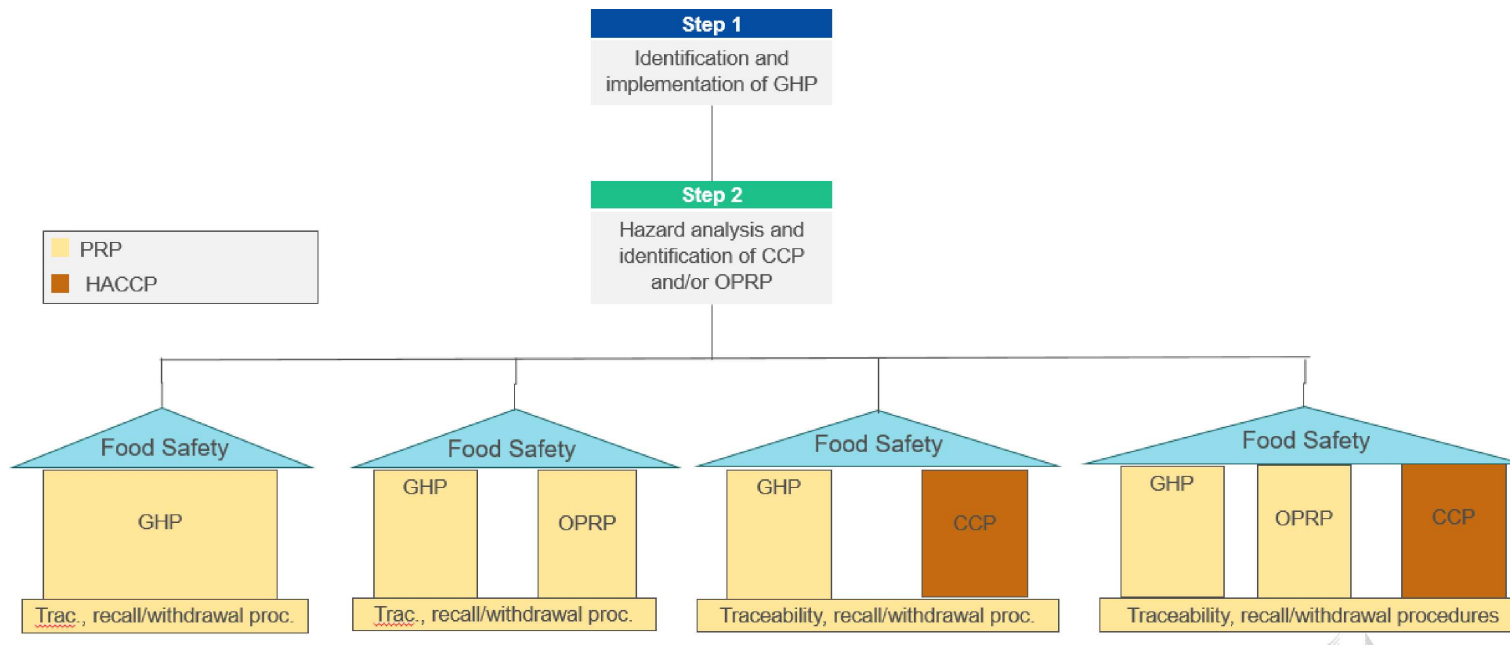 Step 1
Identification and
implementation of GHP
Step 2
Hazard analysis and
identification of CCP
and/or OPRP
PRP
HACCP
Food Safety
GHP
Trac., recall/withdrawal proc.
Food Safety
GHP
OPRP
Trac., recall/withdrawal proc.
Food Safety
GHP
CCP
Traceability, recall/withdrawal proc.
Food Safety
GHP
OPRP
CCP
Traceability, recall/withdrawal procedures